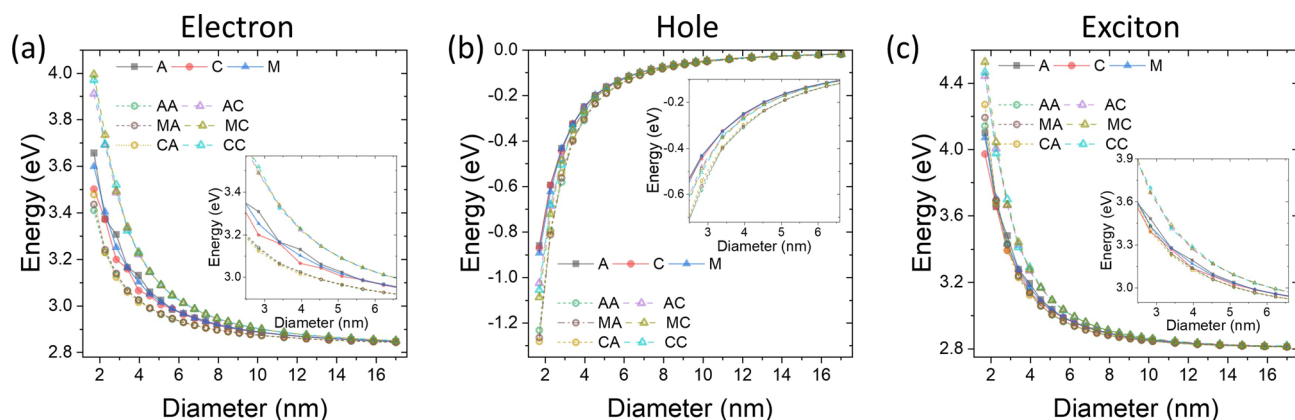 Electron
(a)
Energy (eV)
4.0
3.8
3.6
3.4
3.2
3.0
2.8
A C M
AA AC
MA MC
CA CC
Energy (eV)
3.4
3.2
3.0
3 4 5 6
Diameter (nm)
2 4 6 8 10 12 14 16
Diameter (nm)
Hole
(b)
Energy (eV)
0.0
-0.2
-0.4
-0.6
-0.8
-1.0
-1.2
Energy (eV)
-0.2
-0.4
-0.6
3 4 5 6
Diameter (nm)
A C M
AA AC
MA MC
CA CC
2 4 6 8 10 12 14 16
Diameter (nm)
Exciton
(c)
Energy (eV)
4.4
4.0
3.6
3.2
2.8
A C M
AA AC
MA MC
CA CC
Energy (eV)
3.9
3.6
3.3
3.0
3 4 5 6
Diameter (nm)
2 4 6 8 10 12 14 16
Diameter (nm)